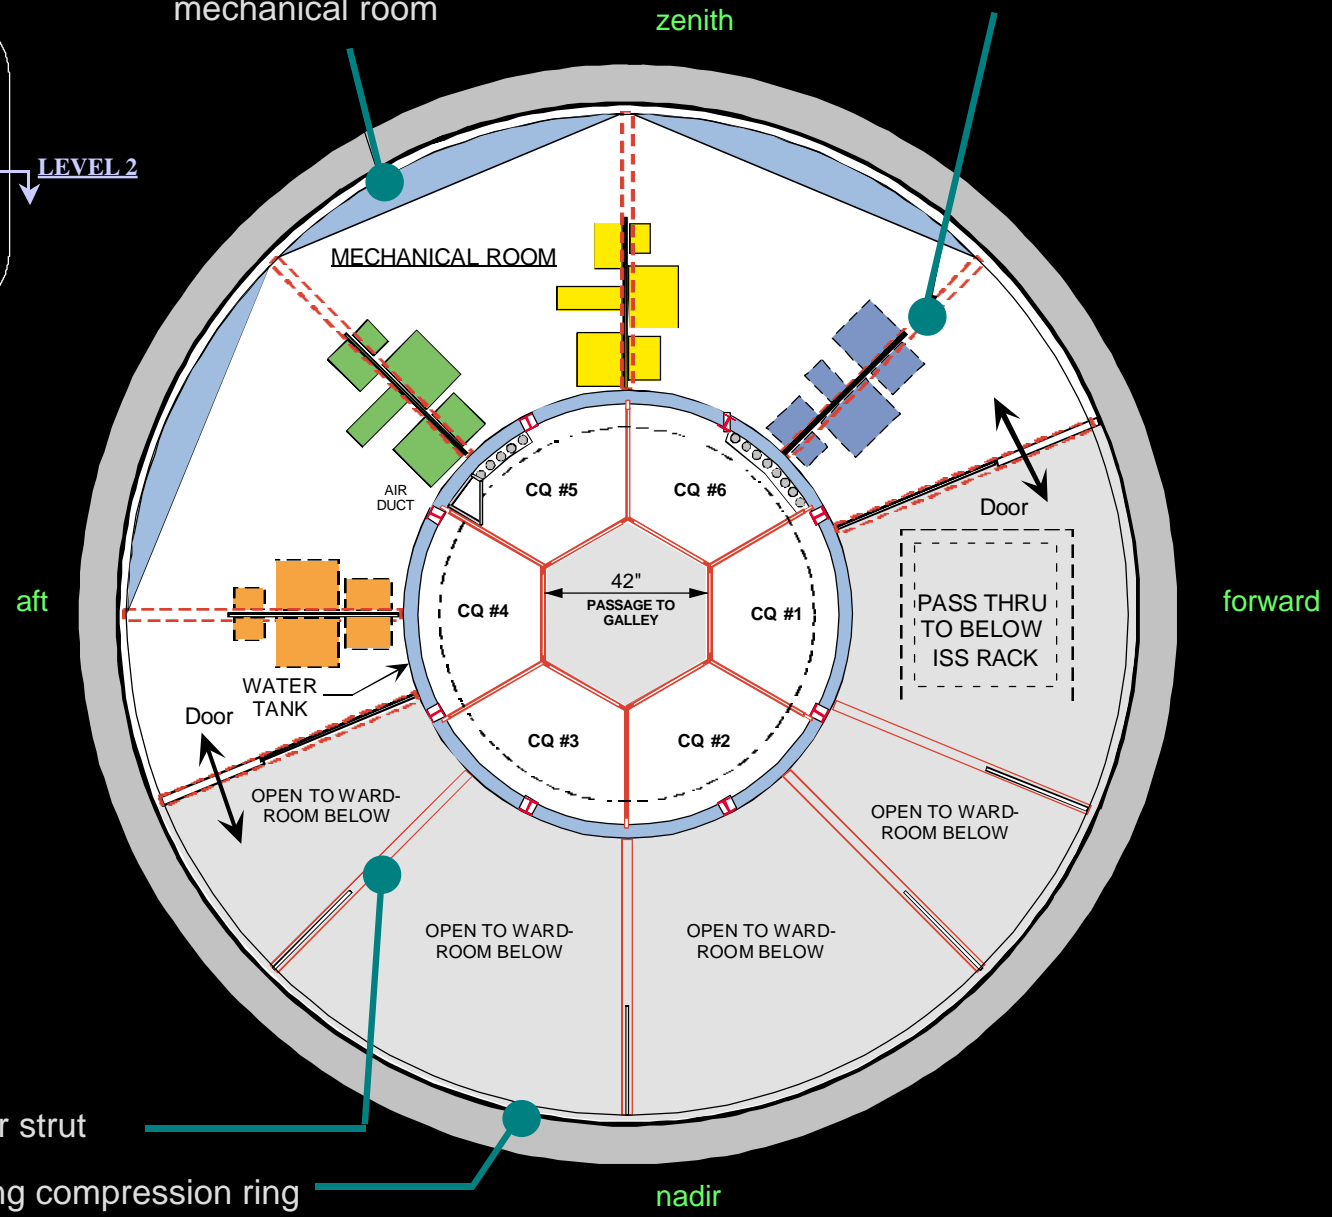 mechanical room
zenith
LEVEL 2
MECHANICAL ROOM
AIR
DUCT
CQ #5
CQ #6
Door
42"
PASSAGE TO
GALLEY
CQ #4
CQ #1
aft
forward
PASS THRU
TO BELOW
ISS RACK
WATER
TANK
Door
CQ #3
CQ #2
OPEN TO WARD-
ROOM BELOW
OPEN TO WARD-
ROOM BELOW
OPEN TO WARD-
ROOM BELOW
OPEN TO WARD-
ROOM BELOW
r strut
ng compression ring
nadir